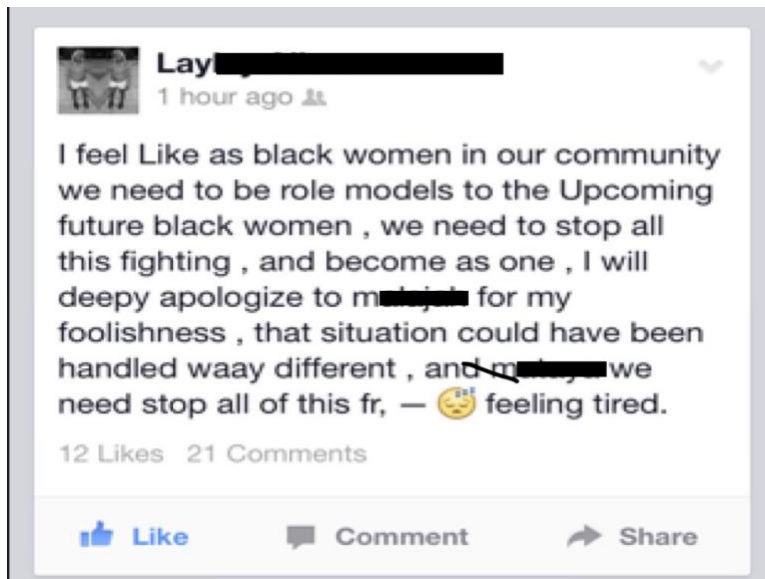 Lay
1 hour ago
I feel Like as black women in our community
we need to be role models to the Upcoming
future black women , we need to stop all
this fighting , and become as one , I will
deepy apologize to for my
foolishness , that situation could have been
handled waay different , and we
need stop all of this fr, — 😴 feeling tired.
12 Likes 21 Comments
Like Comment Share